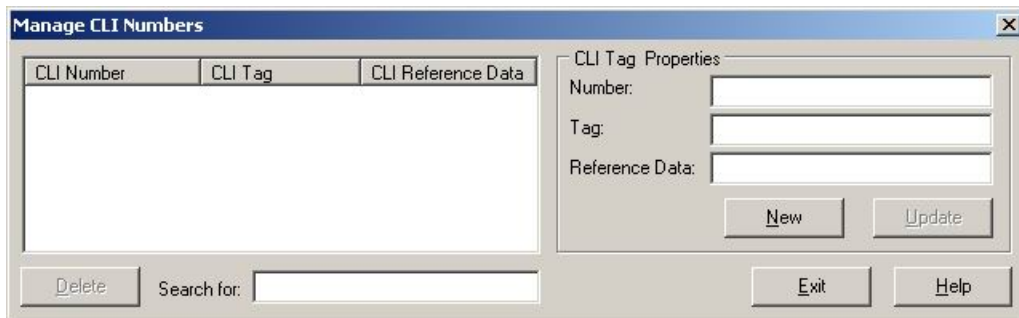 Manage CLI Numbers
CLI Number CLI Tag CLI Reference Data
CLI Tag Properties
Number:
Tag:
Reference Data:
New Update
Delete Search for: Exit Help